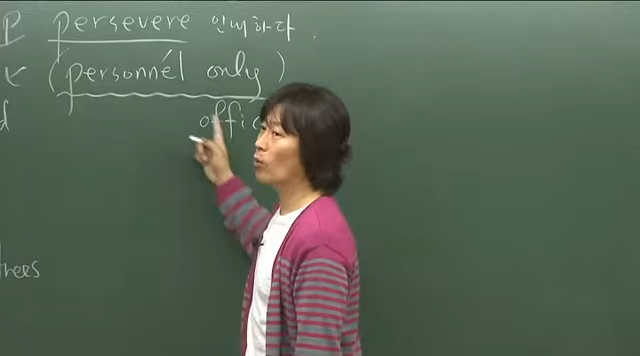 P persevere 인내하다.
(personnél only)
offic
d
trees